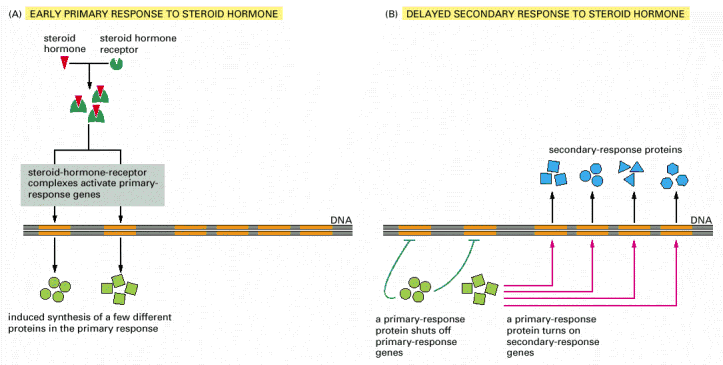 (A) EARLY PRIMARY RESPONSE TO STEROID HORMONE
steroid
hormone
steroid hormone
receptor
steroid-hormone-receptor
complexes activate primary-
response genes
DNA
induced synthesis of a few different
proteins in the primary response
(B) DELAYED SECONDARY RESPONSE TO STEROID HORMONE
secondary-response proteins
DNA
a primary-response
protein shuts off
primary-response
genes
a primary-response
protein turns on
secondary-response
genes